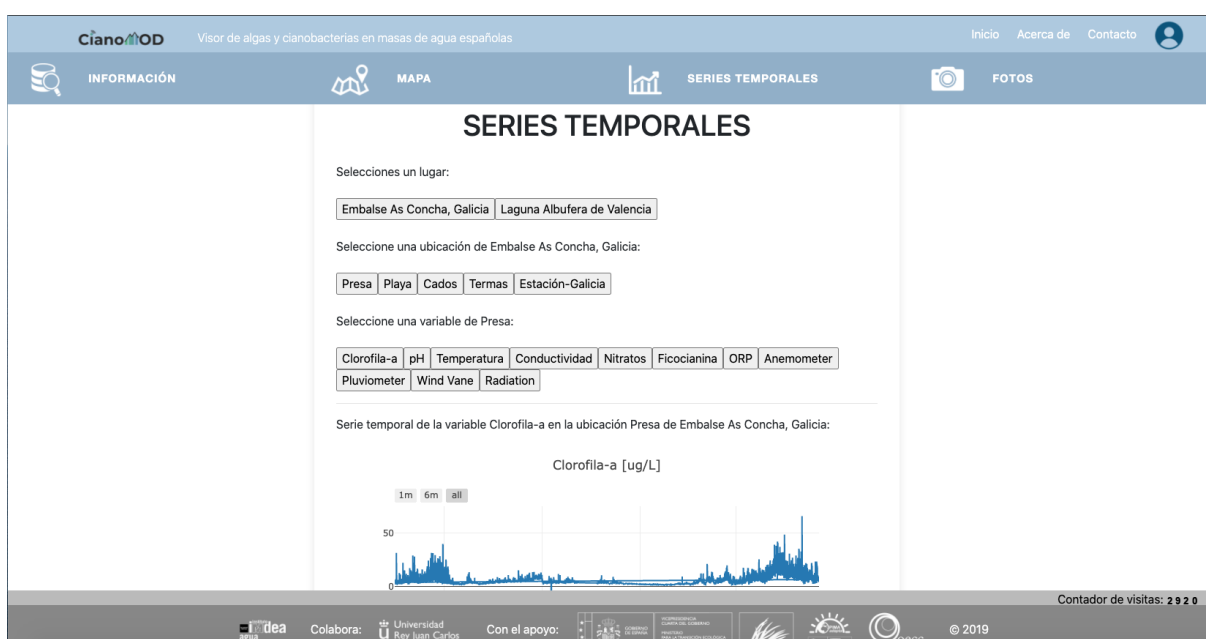 CianoMOD Visor de algas y cianobacterias en masas de agua españolas Inicio Acerca de Contacto
INFORMACIÓN MAPA SERIES TEMPORALES FOTOS
SERIES TEMPORALES
Selecciones un lugar:
Embalse As Concha, Galicia Laguna Albufera de Valencia
Seleccione una ubicación de Embalse As Concha, Galicia:
Presa Playa Cados Termas Estación-Galicia
Seleccione una variable de Presa:
Clorofila-a pH Temperatura Conductividad Nitratos Ficocianina ORP Anemometer
Pluviometer Wind Vane Radiation
Serie temporal de la variable Clorofila-a en la ubicación Presa de Embalse As Concha, Galicia:
Clorofila-a [ug/L]
1m 6m all
50
0
Contador de visitas: 2920
dea agua Colabora: Universidad Con el apoyo: GOBIERNO © 2019
Rey Juan Carlos DE ESPAÑA